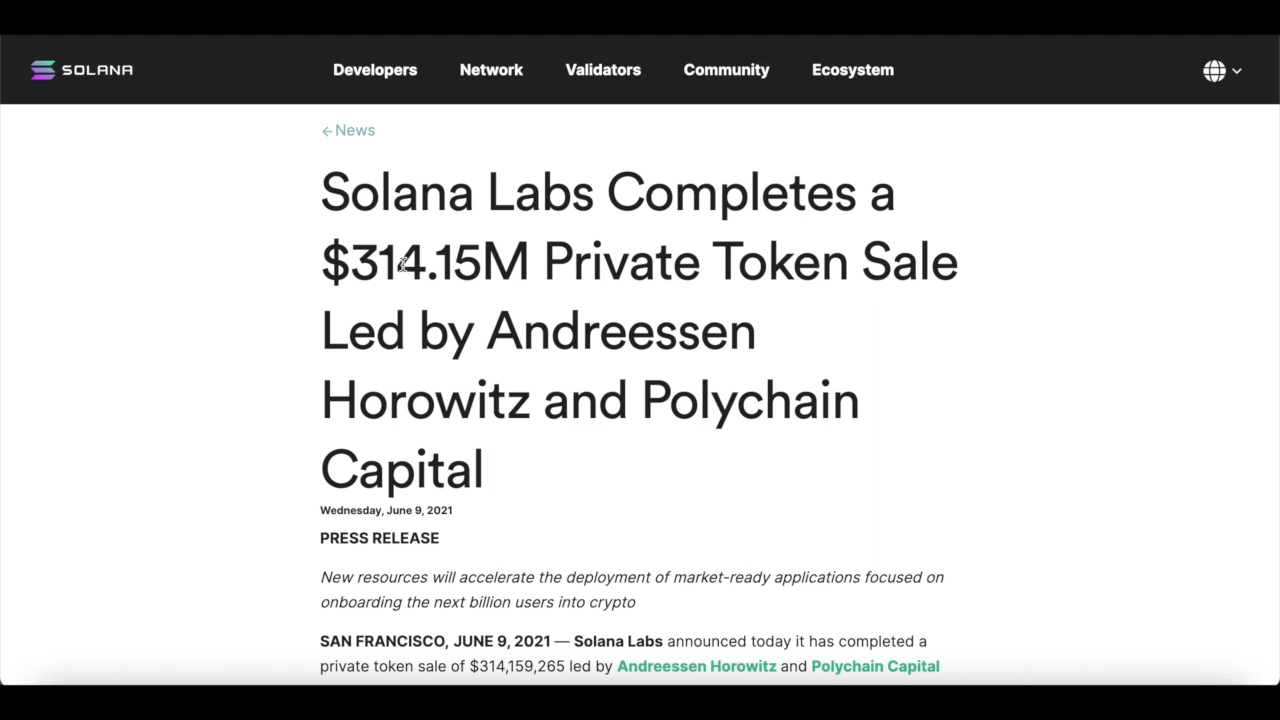 SOLANA
Developers Network Validators Community Ecosystem
←News
Solana Labs Completes a
$314.15M Private Token Sale
Led by Andreessen
Horowitz and Polychain
Capital
Wednesday, June 9, 2021
PRESS RELEASE
New resources will accelerate the deployment of market-ready applications focused on
onboarding the next billion users into crypto
SAN FRANCISCO, JUNE 9, 2021 — Solana Labs announced today it has completed a
private token sale of $314,159,265 led by Andreessen Horowitz and Polychain Capital